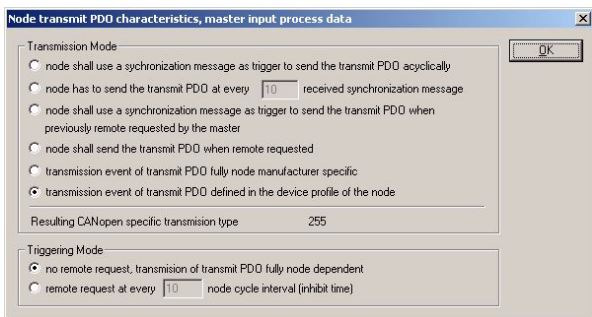 Node transmit PDO characteristics, master input process data
Transmission Mode
OK
node shall use a sychronization message as trigger to send the transmit PDO acyclically
node has to send the transmit PDO at every 10 received synchronization message
node shall use a synchronization message as trigger to send the transmit PDO when
previously remote requested by the master
node shall send the transmit PDO when remote requested
transmission event of transmit PDO fully node manufacturer specific
transmission event of transmit PDO defined in the device profile of the node
Resulting CANopen specific transmision type 255
Triggering Mode
no remote request, transmision of transmit PDO fully node dependent
remote request at every 10 node cycle interval (inhibit time)